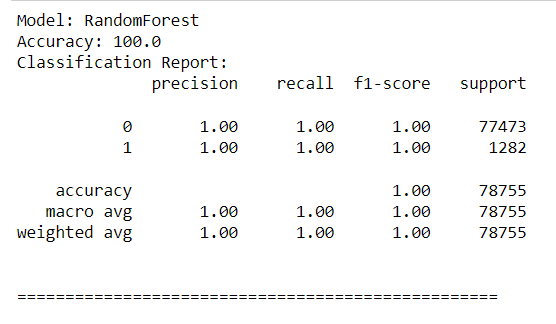 Model: RandomForest
Accuracy: 100.0
Classification Report:
precision recall f1-score support
0 1.00 1.00 1.00 77473
1 1.00 1.00 1.00 1282
accuracy 1.00 78755
macro avg 1.00 1.00 1.00 78755
weighted avg 1.00 1.00 1.00 78755
==================================================